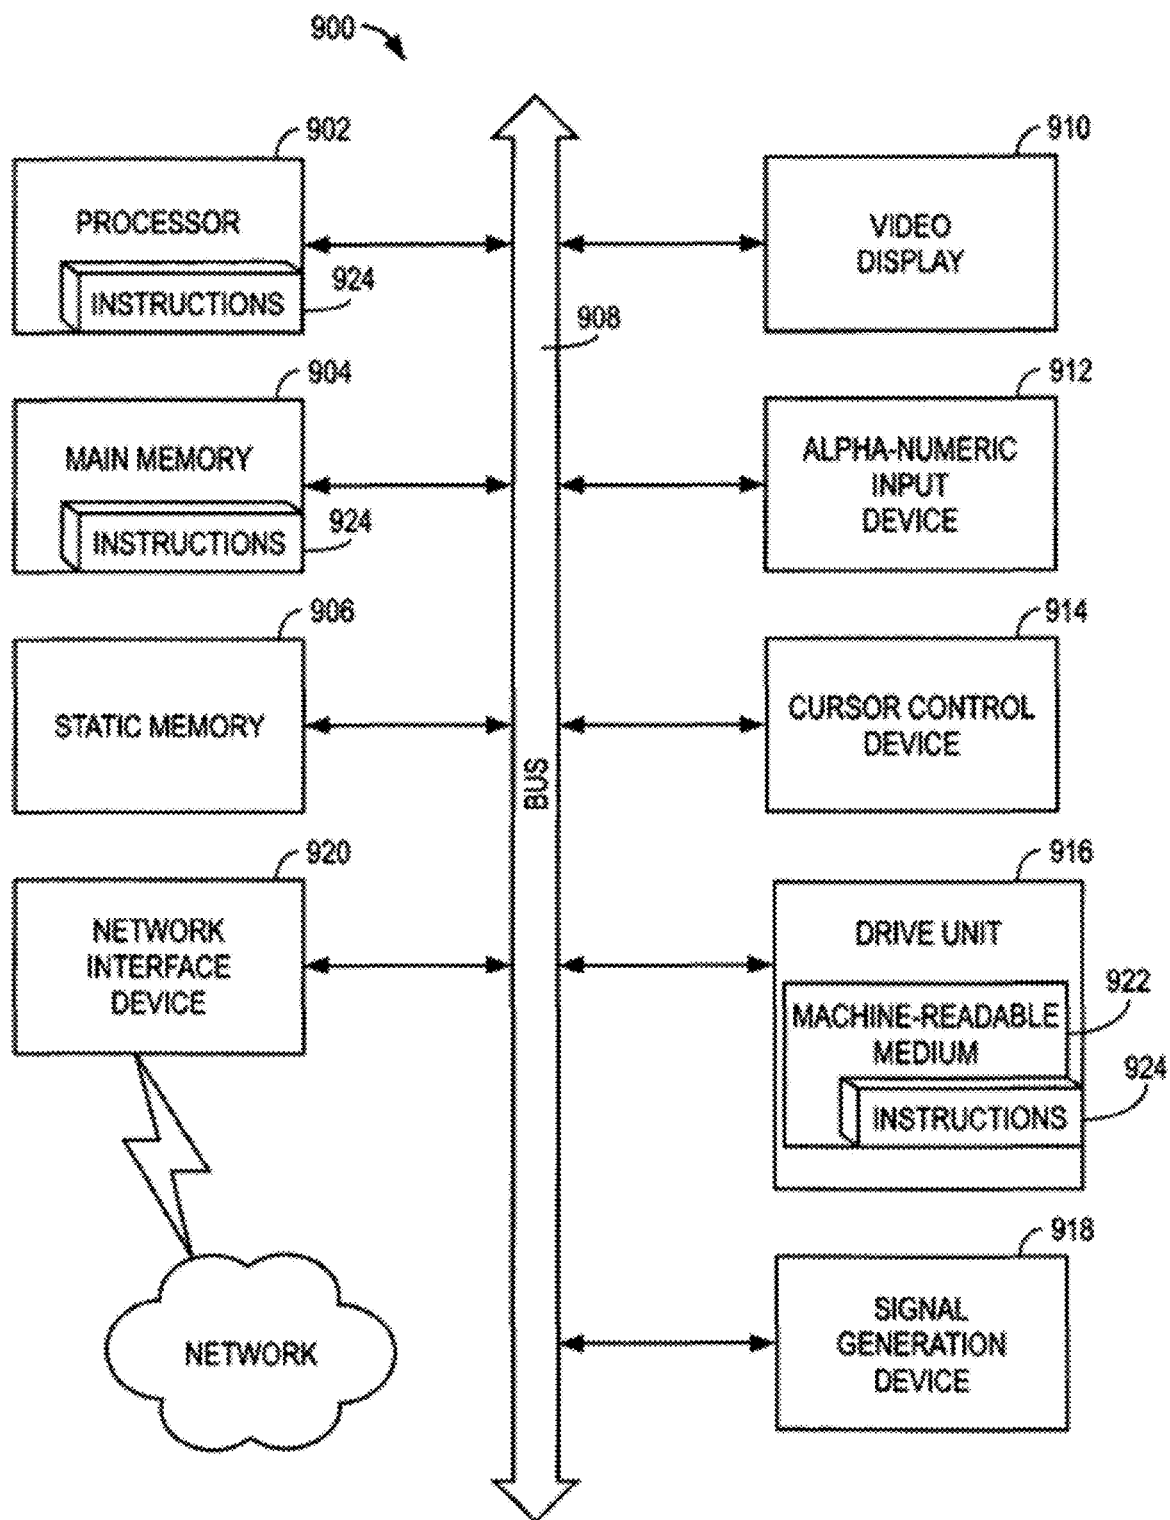 900
902
PROCESSOR
924
INSTRUCTIONS
904
MAIN MEMORY
924
INSTRUCTIONS
906
STATIC MEMORY
920
NETWORK
INTERFACE
DEVICE
NETWORK
908
BUS
910
VIDEO
DISPLAY
912
ALPHA-NUMERIC
INPUT
DEVICE
914
CURSOR CONTROL
DEVICE
916
DRIVE UNIT
922
MACHINE-READABLE
MEDIUM
924
INSTRUCTIONS
918
SIGNAL
GENERATION
DEVICE